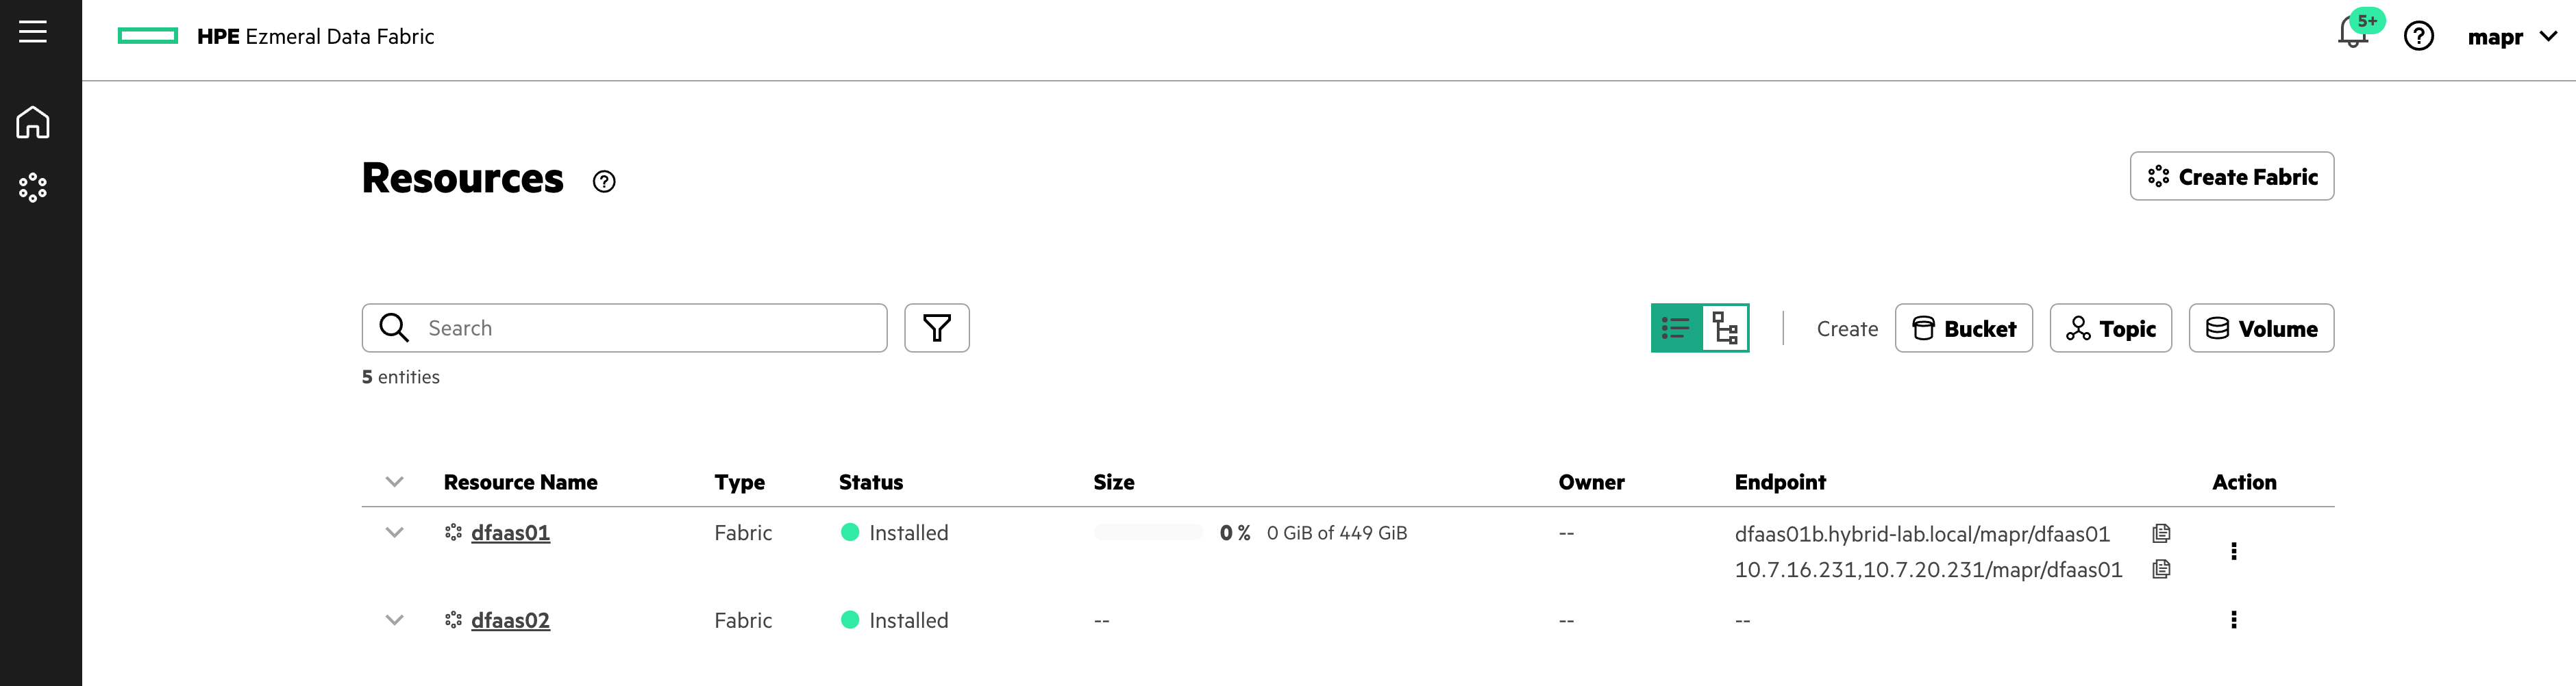 HPE Ezmeral Data Fabric
5+
?
mapr
Resources ?
Create Fabric
Search
5 entities
Create Bucket Topic Volume
Resource Name Type Status Size Owner Endpoint Action
dfaas01 Fabric Installed 0 % 0 GiB of 449 GiB -- dfaas01b.hybrid-lab.local/mapr/dfaas01
10.7.16.231,10.7.20.231/mapr/dfaas01
dfaas02 Fabric Installed -- -- --